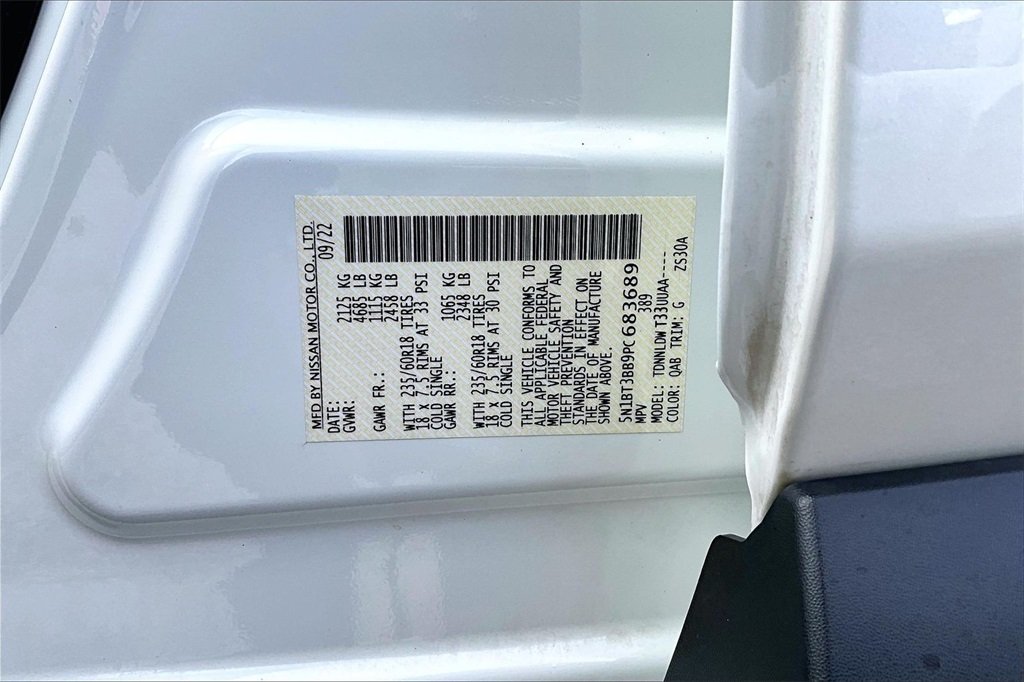 MFD BY NISSAN MOTOR CO., LTD.
DATE: 09/22
GVWR: 2125 KG
4685 LB
GAWR FR.: 1115 KG
2458 LB
WITH 235/60R18 TIRES
18 x 7.5 RIMS AT 33 PSI
COLD SINGLE
GAWR RR.: 1065 KG
2348 LB
WITH 235/60R18 TIRES
18 x 7.5 RIMS AT 30 PSI
COLD SINGLE
THIS VEHICLE CONFORMS TO
ALL APPLICABLE FEDERAL
MOTOR VEHICLE SAFETY AND
THEFT PREVENTION
STANDARDS IN EFFECT ON
THE DATE OF MANUFACTURE
SHOWN ABOVE.
5N1BT3BB9PC683689
MPV 389
MODEL: TDNNLDW T33UUAA----
COLOR: QAB TRIM: G ZS30A